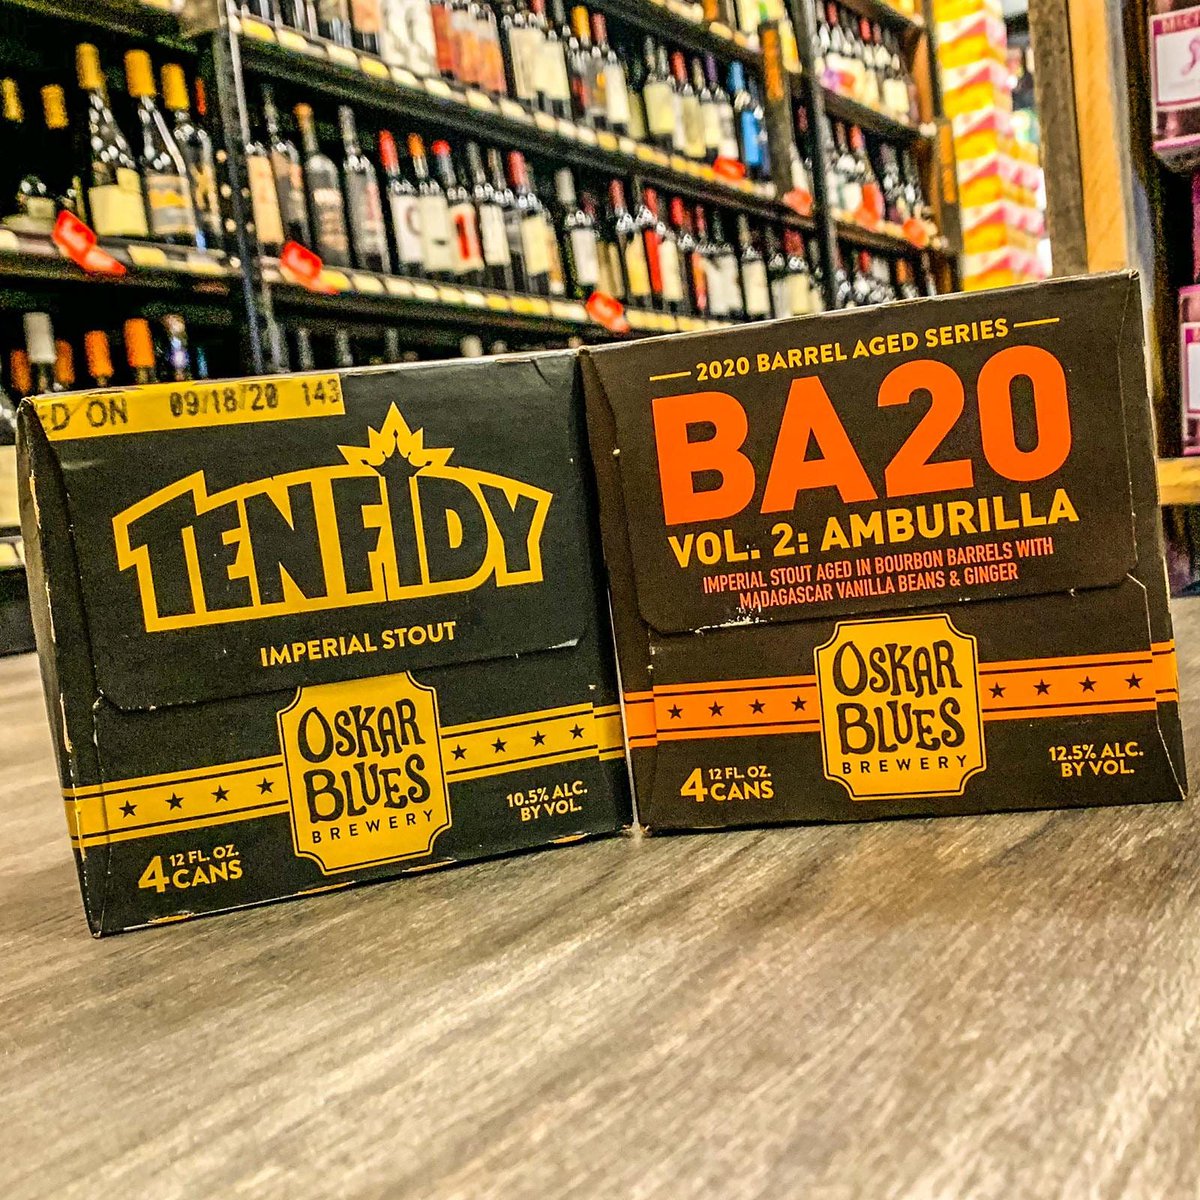 ED ON 09/18/20 143
TENFIDY
IMPERIAL STOUT
OSKAR
BLUES
BREWERY
4 12 FL. OZ.
CANS
10.5% ALC.
BY VOL.
2020 BARREL AGED SERIES
BA20
VOL. 2: AMBURILLA
IMPERIAL STOUT AGED IN BOURBON BARRELS WITH
MADAGASCAR VANILLA BEANS & GINGER
OSKAR
BLUES
BREWERY
4 12 FL. OZ.
CANS
12.5% ALC.
BY VOL.